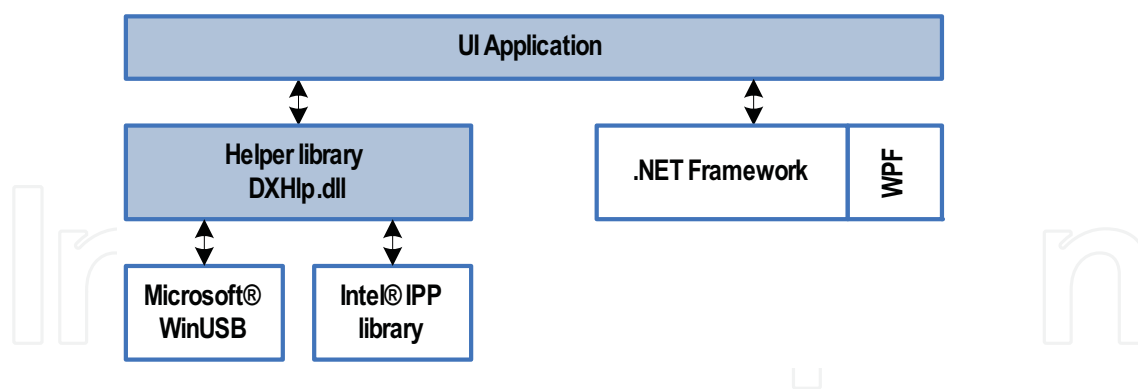 UI Application
Helper library
DXHlp.dll
.NET Framework
WPF
Microsoft®
WinUSB
Intel® IPP
library